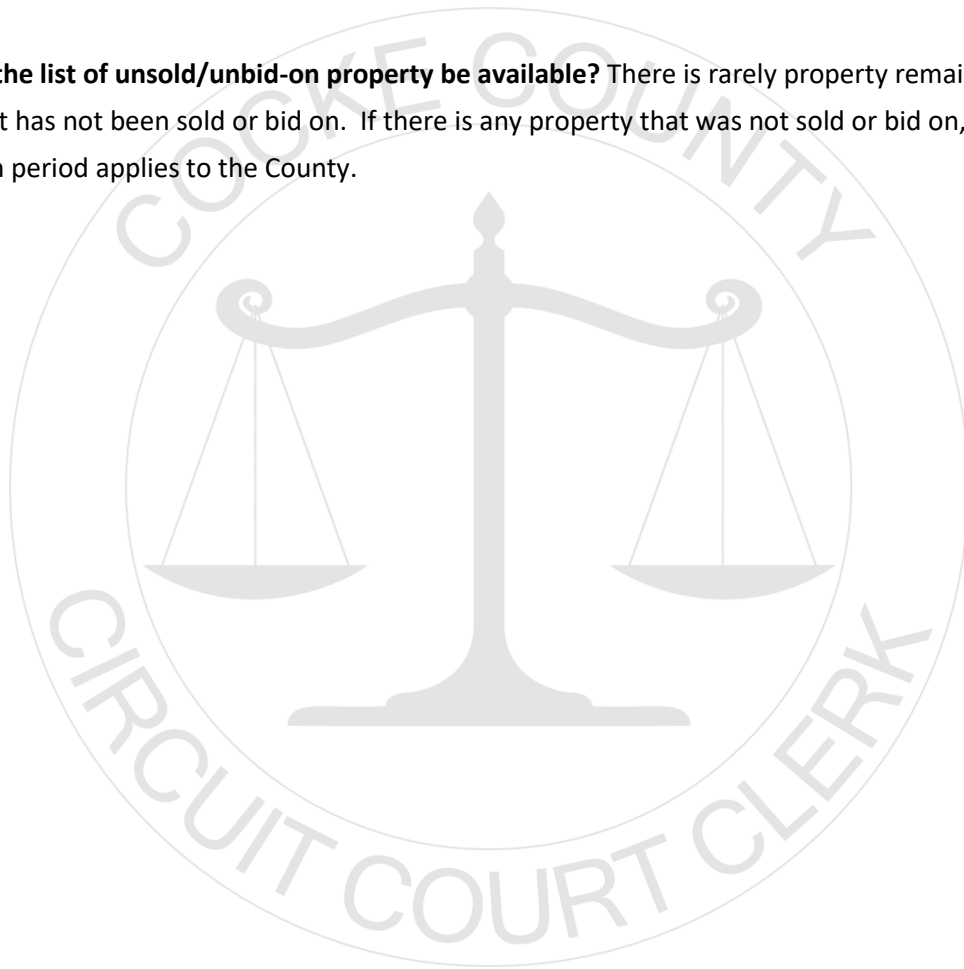 the list of unsold/unbid-on property be available? There is rarely property remai
t has not been sold or bid on.  If there is any property that was not sold or bid on,
n period applies to the County.
COCKE COUNTY
CIRCUIT COURT CLERK